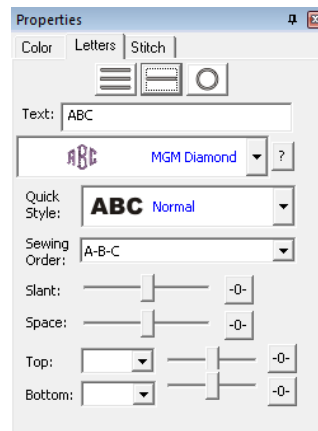 Properties
Color Letters Stitch
Text: ABC
ABC MGM Diamond ?
Quick Style: ABC Normal
Sewing Order: A-B-C
Slant: -0-
Space: -0-
Top: -0-
Bottom: -0-